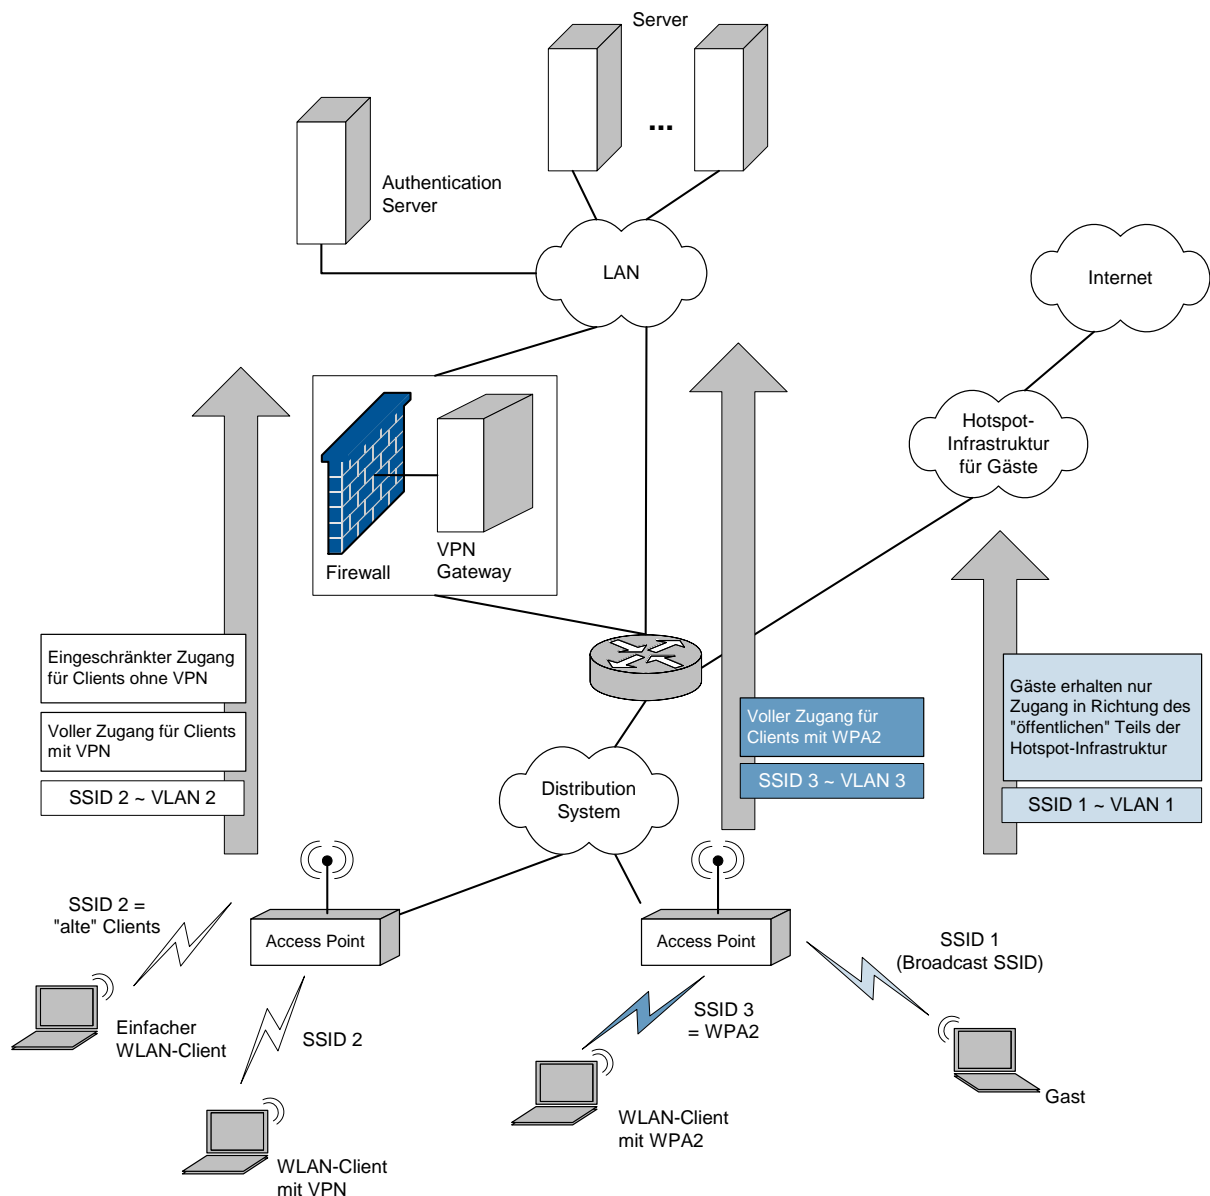 Server
...
Authentication
Server
LAN
Internet
Hotspot-
Infrastruktur
für Gäste
Firewall
VPN
Gateway
Eingeschränkter Zugang
für Clients ohne VPN
Voller Zugang für Clients
mit VPN
SSID 2 ~ VLAN 2
Voller Zugang für
Clients mit WPA2
SSID 3 ~ VLAN 3
Gäste erhalten nur
Zugang in Richtung des
"öffentlichen" Teils der
Hotspot-Infrastruktur
SSID 1 ~ VLAN 1
Distribution
System
SSID 2 =
"alte" Clients
Access Point
Access Point
SSID 1
(Broadcast SSID)
Einfacher
WLAN-Client
SSID 2
SSID 3
= WPA2
Gast
WLAN-Client
mit WPA2
WLAN-Client
mit VPN